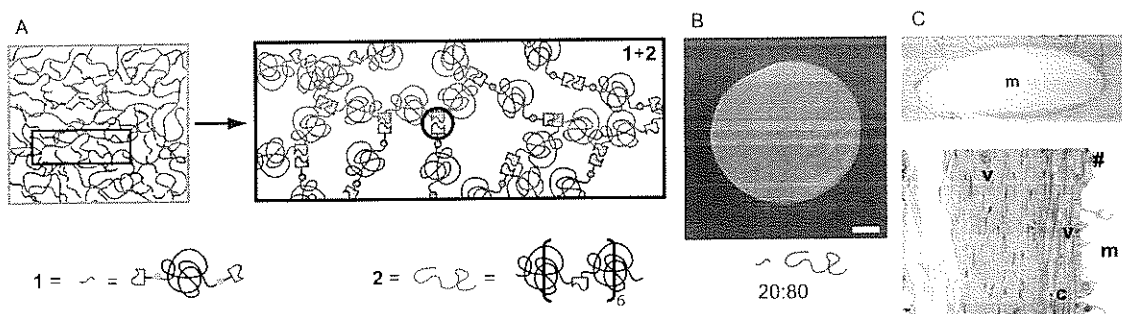 A
1+2
1 = = 
2 = = 
6
B
20:80
C
m
#
v
v
m
c